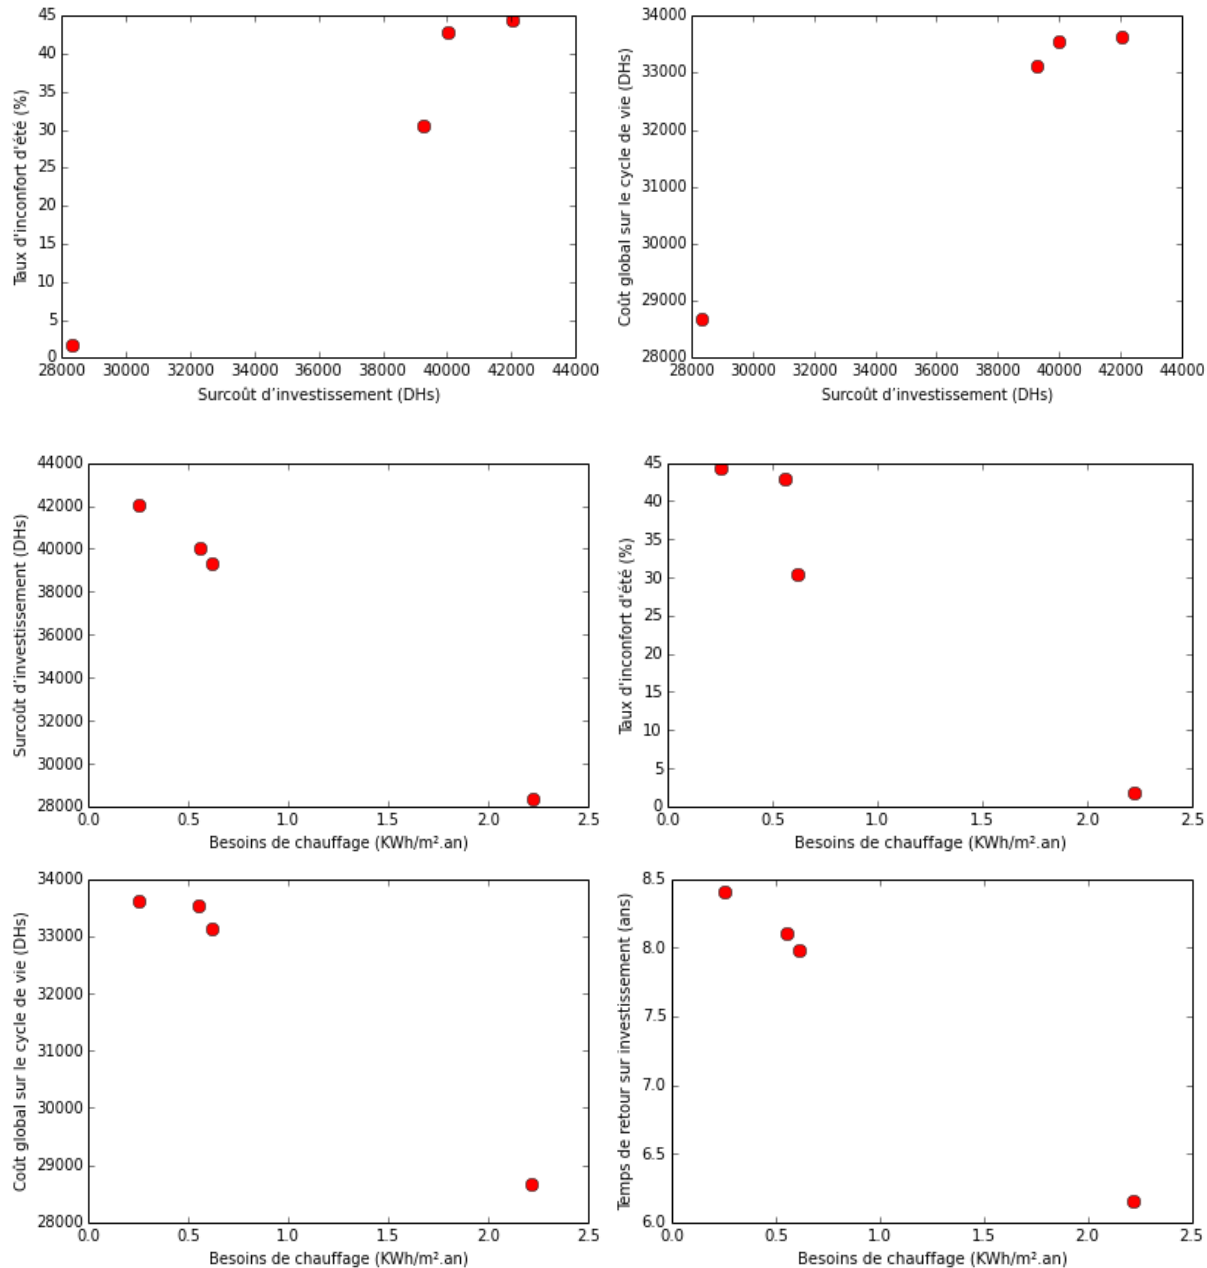 45
40
35
30
25
20
15
10
5
0
Taux d'inconfort d'été (%)
28000 30000 32000 34000 36000 38000 40000 42000 44000
Surcoût d’investissement (DHs)
34000
33000
32000
31000
30000
29000
28000
Coût global sur le cycle de vie (DHs)
28000 30000 32000 34000 36000 38000 40000 42000 44000
Surcoût d’investissement (DHs)
44000
42000
40000
38000
36000
34000
32000
30000
28000
Surcoût d’investissement (DHs)
0.0 0.5 1.0 1.5 2.0 2.5
Besoins de chauffage (KWh/m².an)
45
40
35
30
25
20
15
10
5
0
Taux d'inconfort d'été (%)
0.0 0.5 1.0 1.5 2.0 2.5
Besoins de chauffage (KWh/m².an)
34000
33000
32000
31000
30000
29000
28000
Coût global sur le cycle de vie (DHs)
0.0 0.5 1.0 1.5 2.0 2.5
Besoins de chauffage (KWh/m².an)
8.5
8.0
7.5
7.0
6.5
6.0
Temps de retour sur investissement (ans)
0.0 0.5 1.0 1.5 2.0 2.5
Besoins de chauffage (KWh/m².an)